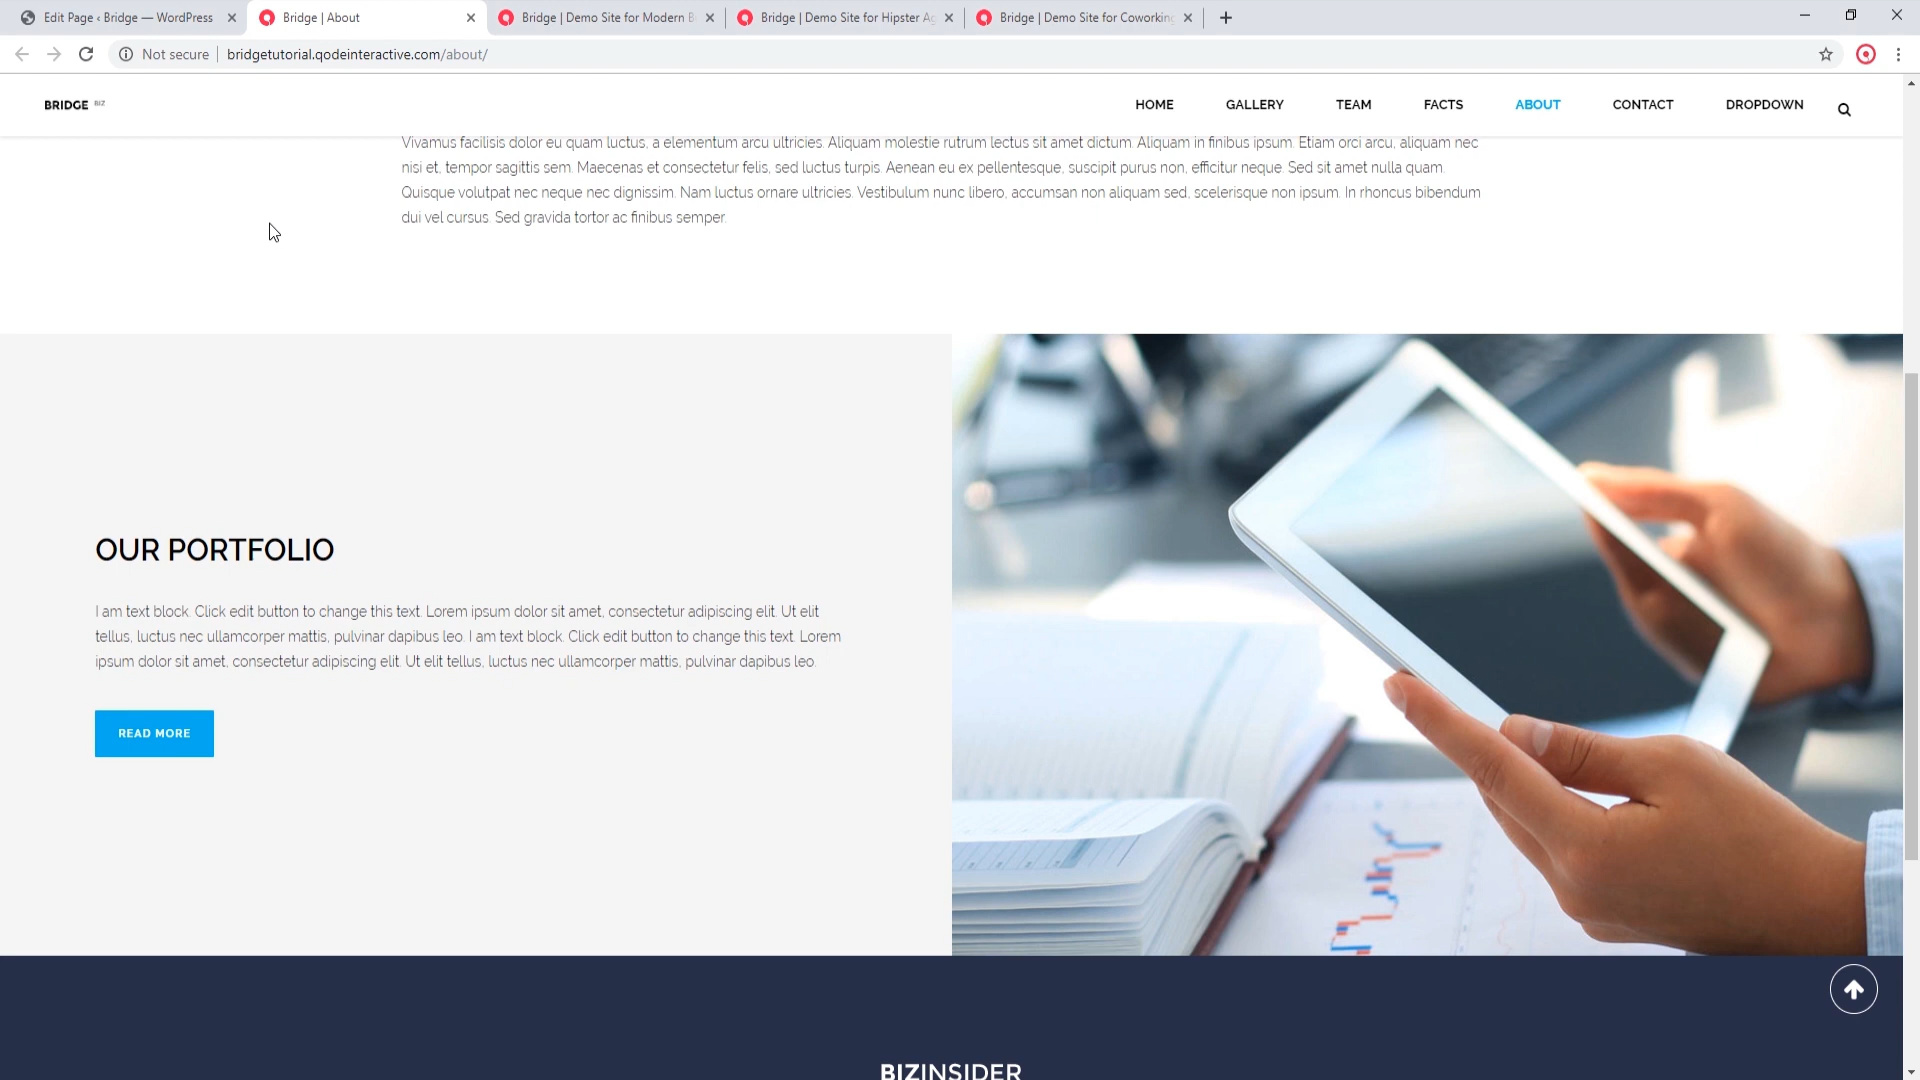 Edit Page ‹ Bridge — WordPress
Bridge | About
Bridge | Demo Site for Modern B
Bridge | Demo Site for Hipster Ag
Bridge | Demo Site for Coworking
Not secure
bridgetutorial.qodeinteractive.com/about/
BRIDGE BIZ
HOME
GALLERY
TEAM
FACTS
ABOUT
CONTACT
DROPDOWN
Vivamus facilisis dolor eu quam luctus, a elementum arcu ultricies. Aliquam molestie rutrum lectus sit amet dictum. Aliquam in finibus ipsum. Etiam orci arcu, aliquam nec
nisi et, tempor sagittis sem. Maecenas et consectetur felis, sed luctus turpis. Aenean eu ex pellentesque, suscipit purus non, efficitur neque. Sed sit amet nulla quam.
Quisque volutpat nec neque nec dignissim. Nam luctus ornare ultricies. Vestibulum nunc libero, accumsan non aliquam sed, scelerisque non ipsum. In rhoncus bibendum
dui vel cursus. Sed gravida tortor ac finibus semper.
OUR PORTFOLIO
I am text block. Click edit button to change this text. Lorem ipsum dolor sit amet, consectetur adipiscing elit. Ut elit
tellus, luctus nec ullamcorper mattis, pulvinar dapibus leo. I am text block. Click edit button to change this text. Lorem
ipsum dolor sit amet, consectetur adipiscing elit. Ut elit tellus, luctus nec ullamcorper mattis, pulvinar dapibus leo.
READ MORE
BIZINSIDER